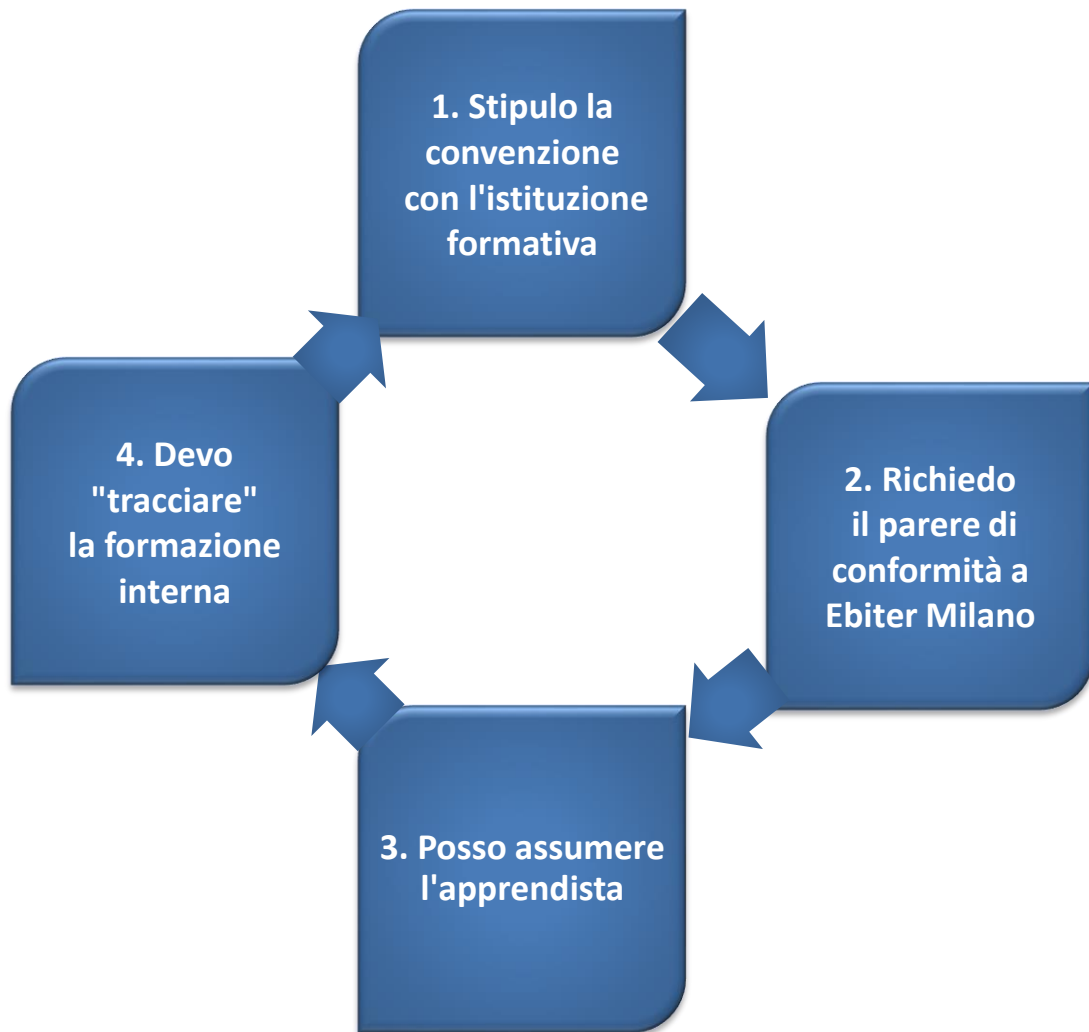 1. Stipulo la
convenzione
con l'istituzione
formativa
2. Richiedo
il parere di
conformità a
Ebiter Milano
3. Posso assumere
l'apprendista
4. Devo
"tracciare"
la formazione
interna